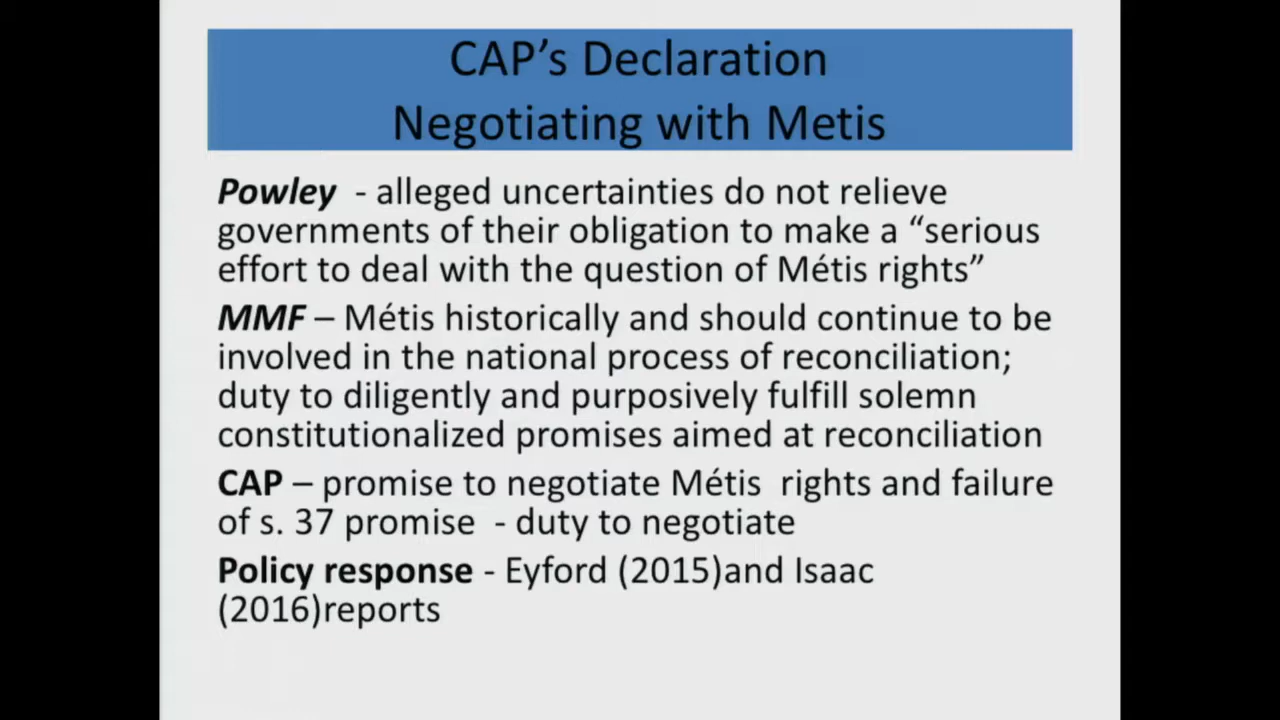 CAP’s Declaration
Negotiating with Metis
Powley - alleged uncertainties do not relieve
governments of their obligation to make a “serious
effort to deal with the question of Métis rights”
MMF – Métis historically and should continue to be
involved in the national process of reconciliation;
duty to diligently and purposively fulfill solemn
constitutionalized promises aimed at reconciliation
CAP – promise to negotiate Métis rights and failure
of s. 37 promise - duty to negotiate
Policy response - Eyford (2015)and Isaac
(2016)reports